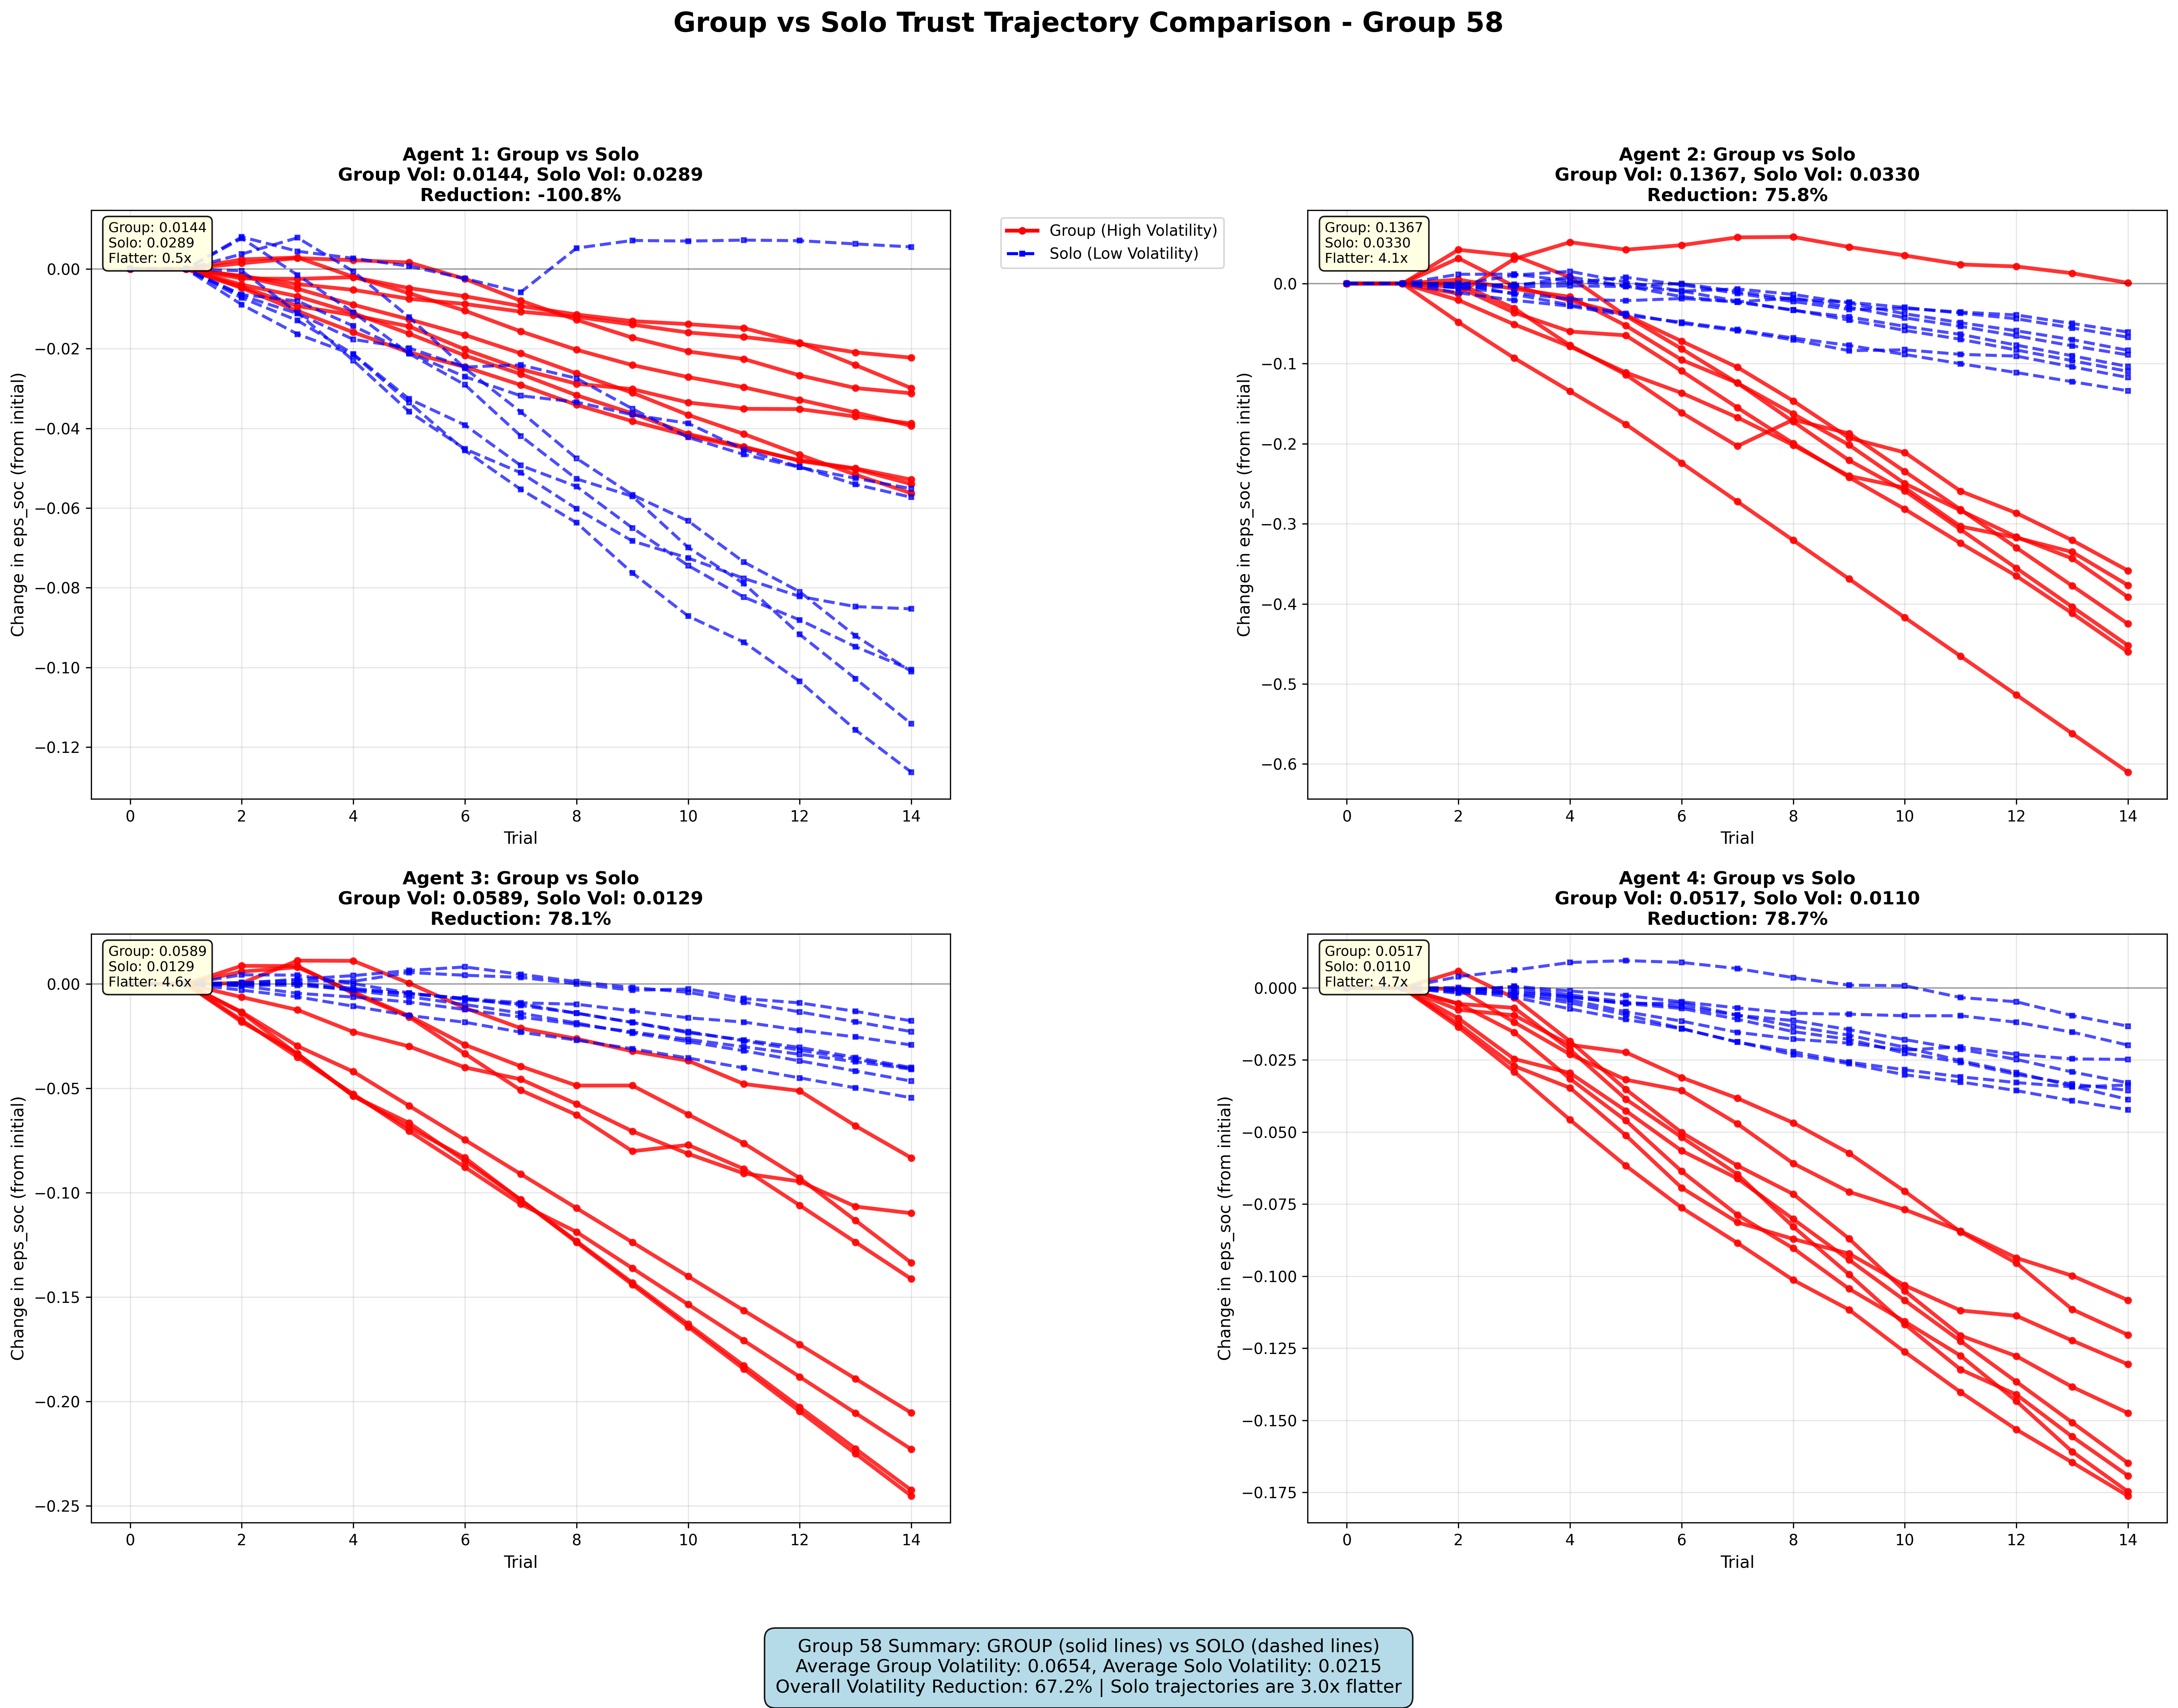 Group vs Solo Trust Trajectory Comparison - Group 58
Agent 1: Group vs Solo
Group Vol: 0.0144, Solo Vol: 0.0289
Reduction: -100.8%
Group: 0.0144
Solo: 0.0289
Flatter: 0.5x
Change in eps_soc (from initial)
0.00
−0.02
−0.04
−0.06
−0.08
−0.10
−0.12
0 2 4 6 8 10 12 14
Trial
Group (High Volatility)
Solo (Low Volatility)
Agent 2: Group vs Solo
Group Vol: 0.1367, Solo Vol: 0.0330
Reduction: 75.8%
Group: 0.1367
Solo: 0.0330
Flatter: 4.1x
Change in eps_soc (from initial)
0.0
−0.1
−0.2
−0.3
−0.4
−0.5
−0.6
0 2 4 6 8 10 12 14
Trial
Agent 3: Group vs Solo
Group Vol: 0.0589, Solo Vol: 0.0129
Reduction: 78.1%
Group: 0.0589
Solo: 0.0129
Flatter: 4.6x
Change in eps_soc (from initial)
0.00
−0.05
−0.10
−0.15
−0.20
−0.25
0 2 4 6 8 10 12 14
Trial
Agent 4: Group vs Solo
Group Vol: 0.0517, Solo Vol: 0.0110
Reduction: 78.7%
Group: 0.0517
Solo: 0.0110
Flatter: 4.7x
Change in eps_soc (from initial)
0.000
−0.025
−0.050
−0.075
−0.100
−0.125
−0.150
−0.175
0 2 4 6 8 10 12 14
Trial
Group 58 Summary: GROUP (solid lines) vs SOLO (dashed lines)
Average Group Volatility: 0.0654, Average Solo Volatility: 0.0215
Overall Volatility Reduction: 67.2% | Solo trajectories are 3.0x flatter